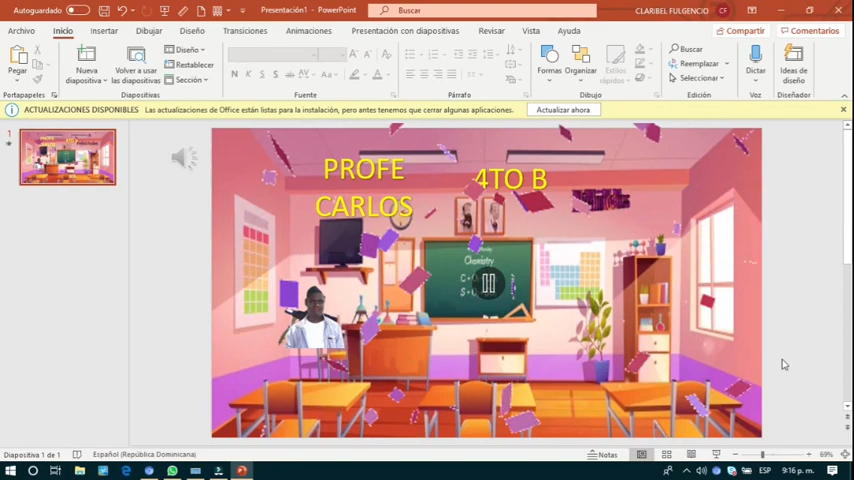 Autoguardado
Presentación1 - PowerPoint
Buscar
CLARIBEL FULGENCIO
CF
Archivo
Inicio
Insertar
Dibujar
Diseño
Transiciones
Animaciones
Presentación con diapositivas
Revisar
Vista
Ayuda
Compartir
Comentarios
Pegar
Nueva
diapositiva
Volver a usar
las diapositivas
Diseño
Restablecer
Sección
N K S S ab AV Aa
Formas
Organizar
Estilos
rápidos
Buscar
Reemplazar
Seleccionar
Dictar
Ideas de
diseño
Portapapeles
Diapositivas
Fuente
Párrafo
Dibujo
Edición
Voz
Diseñador
ACTUALIZACIONES DISPONIBLES
Las actualizaciones de Office están listas para la instalación, pero antes tenemos que cerrar algunas aplicaciones.
Actualizar ahora
1
PROFE
CARLOS
4TO B
Chemistry
Diapositiva 1 de 1
Español (República Dominicana)
Notas
69%
ESP
9:16 p. m.